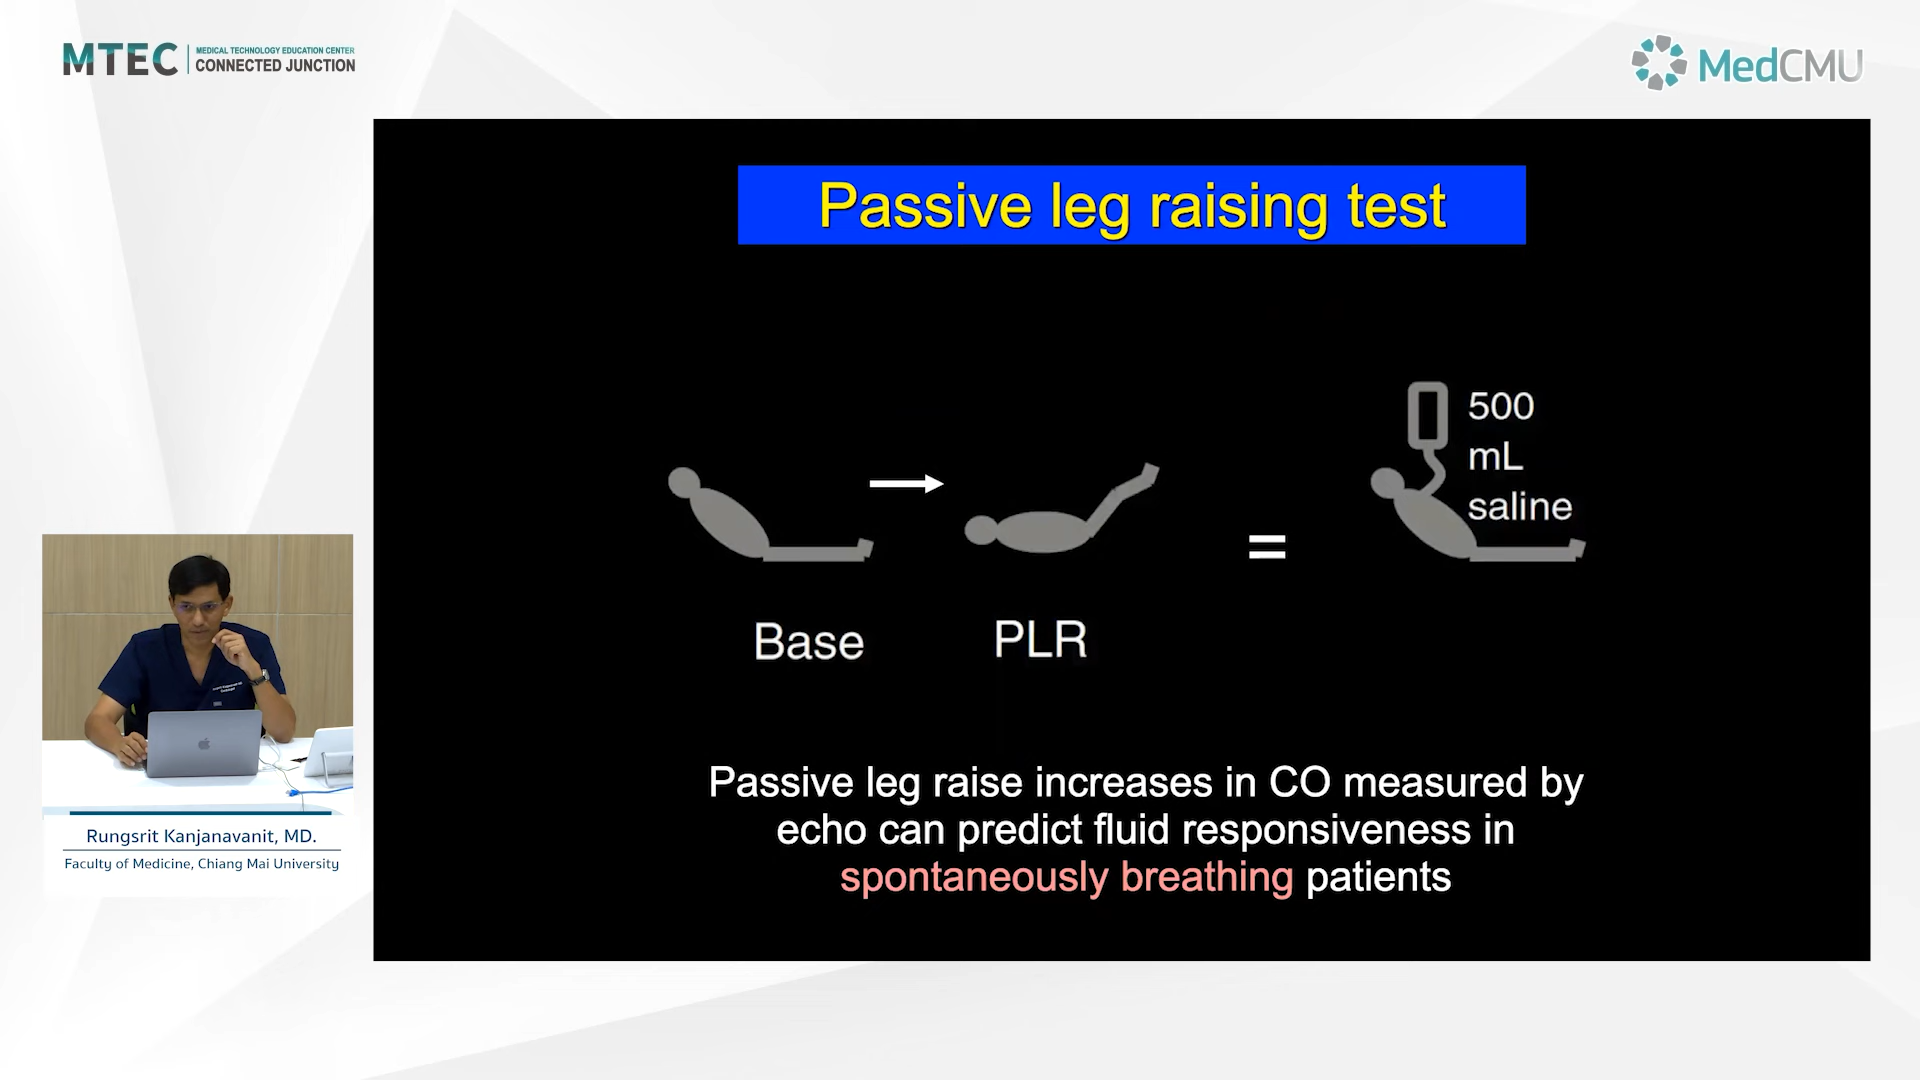 MTEC
MEDICAL TECHNOLOGY EDUCATION CENTER
CONNECTED JUNCTION
MedCMU
Passive leg raising test
500
mL
saline
=
Base
PLR
Passive leg raise increases in CO measured by
echo can predict fluid responsiveness in
spontaneously breathing patients
Rungsrit Kanjanavanit, MD.
Faculty of Medicine, Chiang Mai University